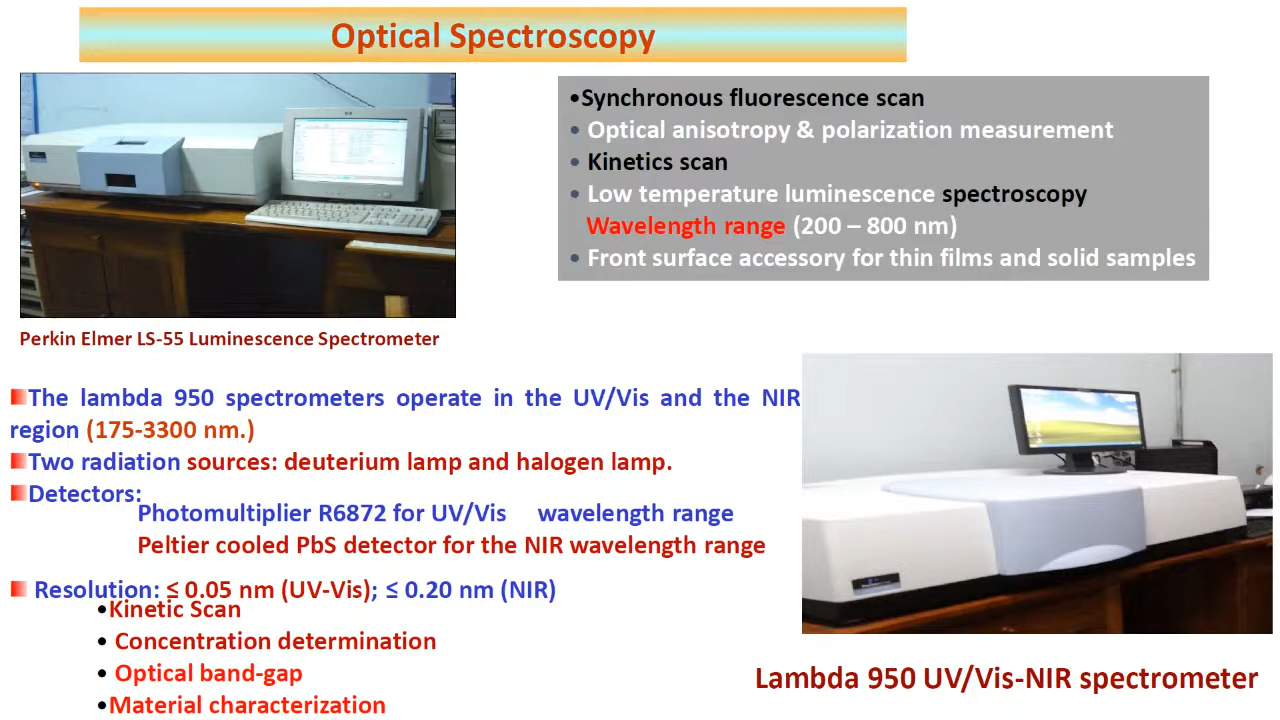 Optical Spectroscopy
•Synchronous fluorescence scan
• Optical anisotropy & polarization measurement
• Kinetics scan
• Low temperature luminescence spectroscopy
Wavelength range (200 – 800 nm)
• Front surface accessory for thin films and solid samples
Perkin Elmer LS-55 Luminescence Spectrometer
The lambda 950 spectrometers operate in the UV/Vis and the NIR
region (175-3300 nm.)
Two radiation sources: deuterium lamp and halogen lamp.
Detectors:
Photomultiplier R6872 for UV/Vis wavelength range
Peltier cooled PbS detector for the NIR wavelength range
Resolution: ≤ 0.05 nm (UV-Vis); ≤ 0.20 nm (NIR)
•Kinetic Scan
• Concentration determination
• Optical band-gap
•Material characterization
Lambda 950 UV/Vis-NIR spectrometer